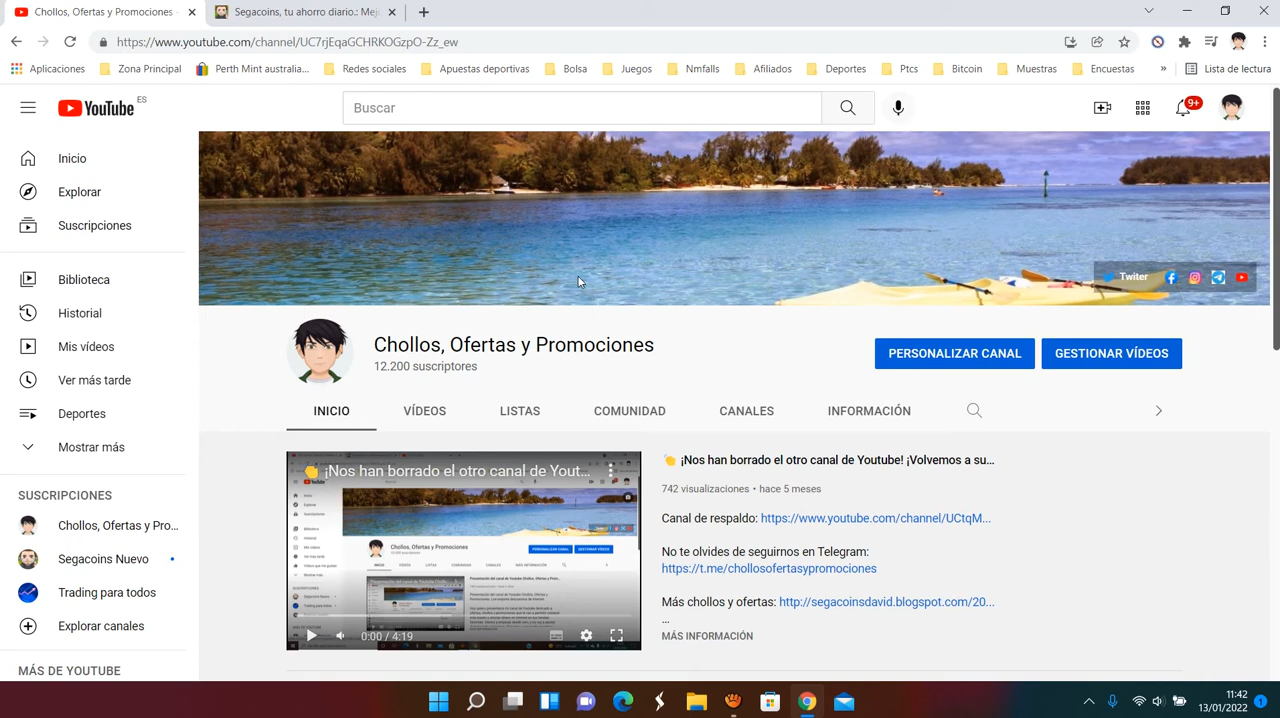 Chollos, Ofertas y Promociones -
Segacoins, tu ahorro diario.: Mej
https://www.youtube.com/channel/UC7rjEqaGCHRKOGzpO-Zz_ew
Aplicaciones
Zona Principal
Perth Mint australia...
Redes sociales
Apuestas deportivas
Bolsa
Juegos
Nmller
Afiliados
Deportes
Ptcs
Bitcoin
Muestras
Encuestas
»
Lista de lectura
YouTube ES
Buscar
9+
Inicio
Explorar
Suscripciones
Biblioteca
Historial
Mis vídeos
Ver más tarde
Deportes
Mostrar más
SUSCRIPCIONES
Chollos, Ofertas y Pro...
Segacoins Nuevo
Trading para todos
Explorar canales
MÁS DE YOUTUBE
Twiter
Chollos, Ofertas y Promociones
12.200 suscriptores
PERSONALIZAR CANAL
GESTIONAR VÍDEOS
INICIO
VÍDEOS
LISTAS
COMUNIDAD
CANALES
INFORMACIÓN
¡Nos han borrado el otro canal de Yout...
Chollos, Ofertas y Promociones
0:00 / 4:19
¡Nos han borrado el otro canal de Youtube! ¡Volvemos a su...
742 visualizaciones • hace 5 meses
Canal de respaldo: https://www.youtube.com/channel/UCtqM...
No te olvides de seguirnos en Telegram:
https://t.me/chollosofertasypromociones
Más chollos y ofertas: http://segacoinsdavid.blogspot.com/20...
...
MÁS INFORMACIÓN
11:42
13/01/2022
1